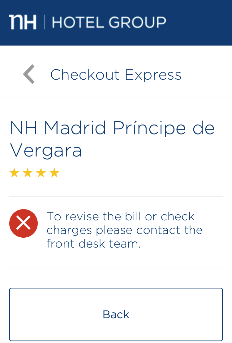 nH | HOTEL GROUP
Checkout Express
NH Madrid Príncipe de
Vergara
To revise the bill or check
charges please contact the
front desk team.
Back